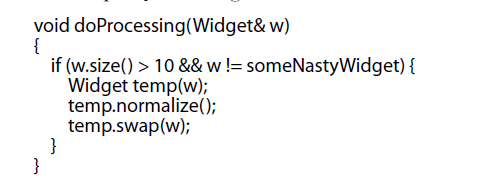 void doProcessing(Widget& w)
{
if (w.size() > 10 && w != someNastyWidget) {
Widget temp(w);
temp.normalize();
temp.swap(w);
}
}